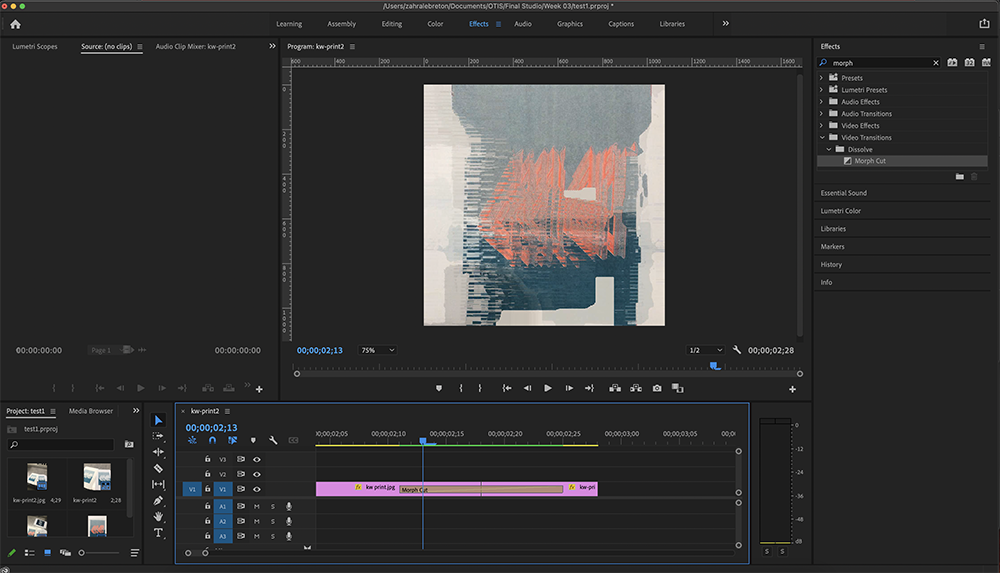 /Users/zahralebreton/Documents/OTIS/Final Studio/Week 03/test1.prproj *
Learning Assembly Editing Color Effects Audio Graphics Captions Libraries
Lumetri Scopes Source: (no clips) Audio Clip Mixer: kw-print2
Program: kw-print2
Effects
morph
Presets
Lumetri Presets
Audio Effects
Audio Transitions
Video Effects
Video Transitions
Dissolve
Morph Cut
Essential Sound
Lumetri Color
Libraries
Markers
History
Info
00:00:00:00 Page 1 00:00:00:00
00;00;02;13 75% 1/2 00;00;02;28
Project: test1 Media Browser
test1.prproj
kw-print2.jpg 4;29 kw-print2 2;28
kw-print2
00;00;02;13
00;00;02;05 00;00;02;10 00;00;02;15 00;00;02;20 00;00;02;25 00;00;03;00 00;00;03;05
V3
V2
V1 V1 fx kw print.jpg Morph Cut fx kw-pri
A1 M S
A2 M S
A3 M S
0
-12
-24
-36
-48
dB
S S